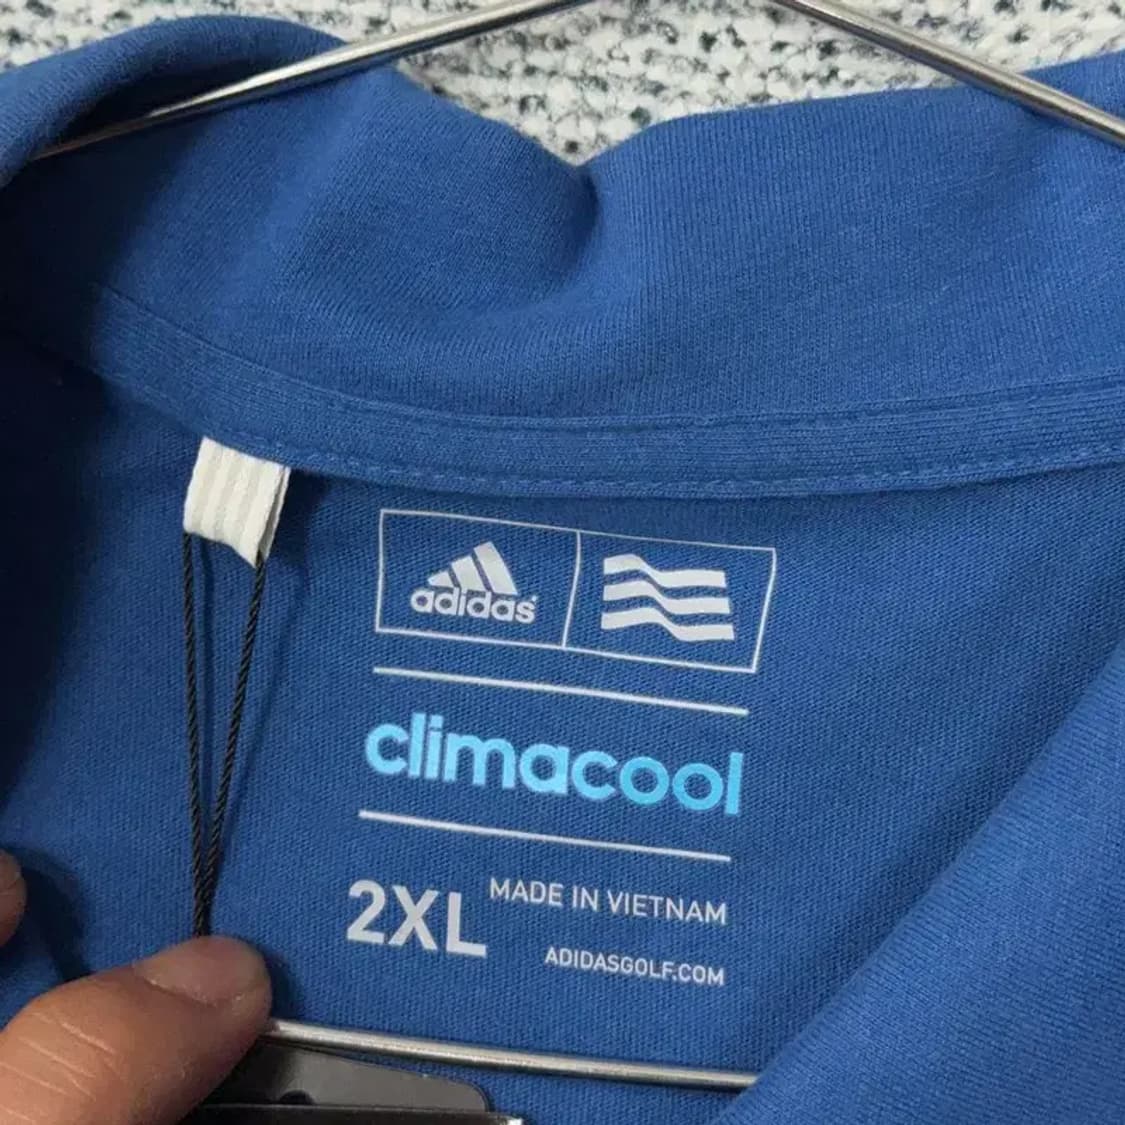 adidas
climacool
2XL MADE IN VIETNAM
ADIDASGOLF.COM